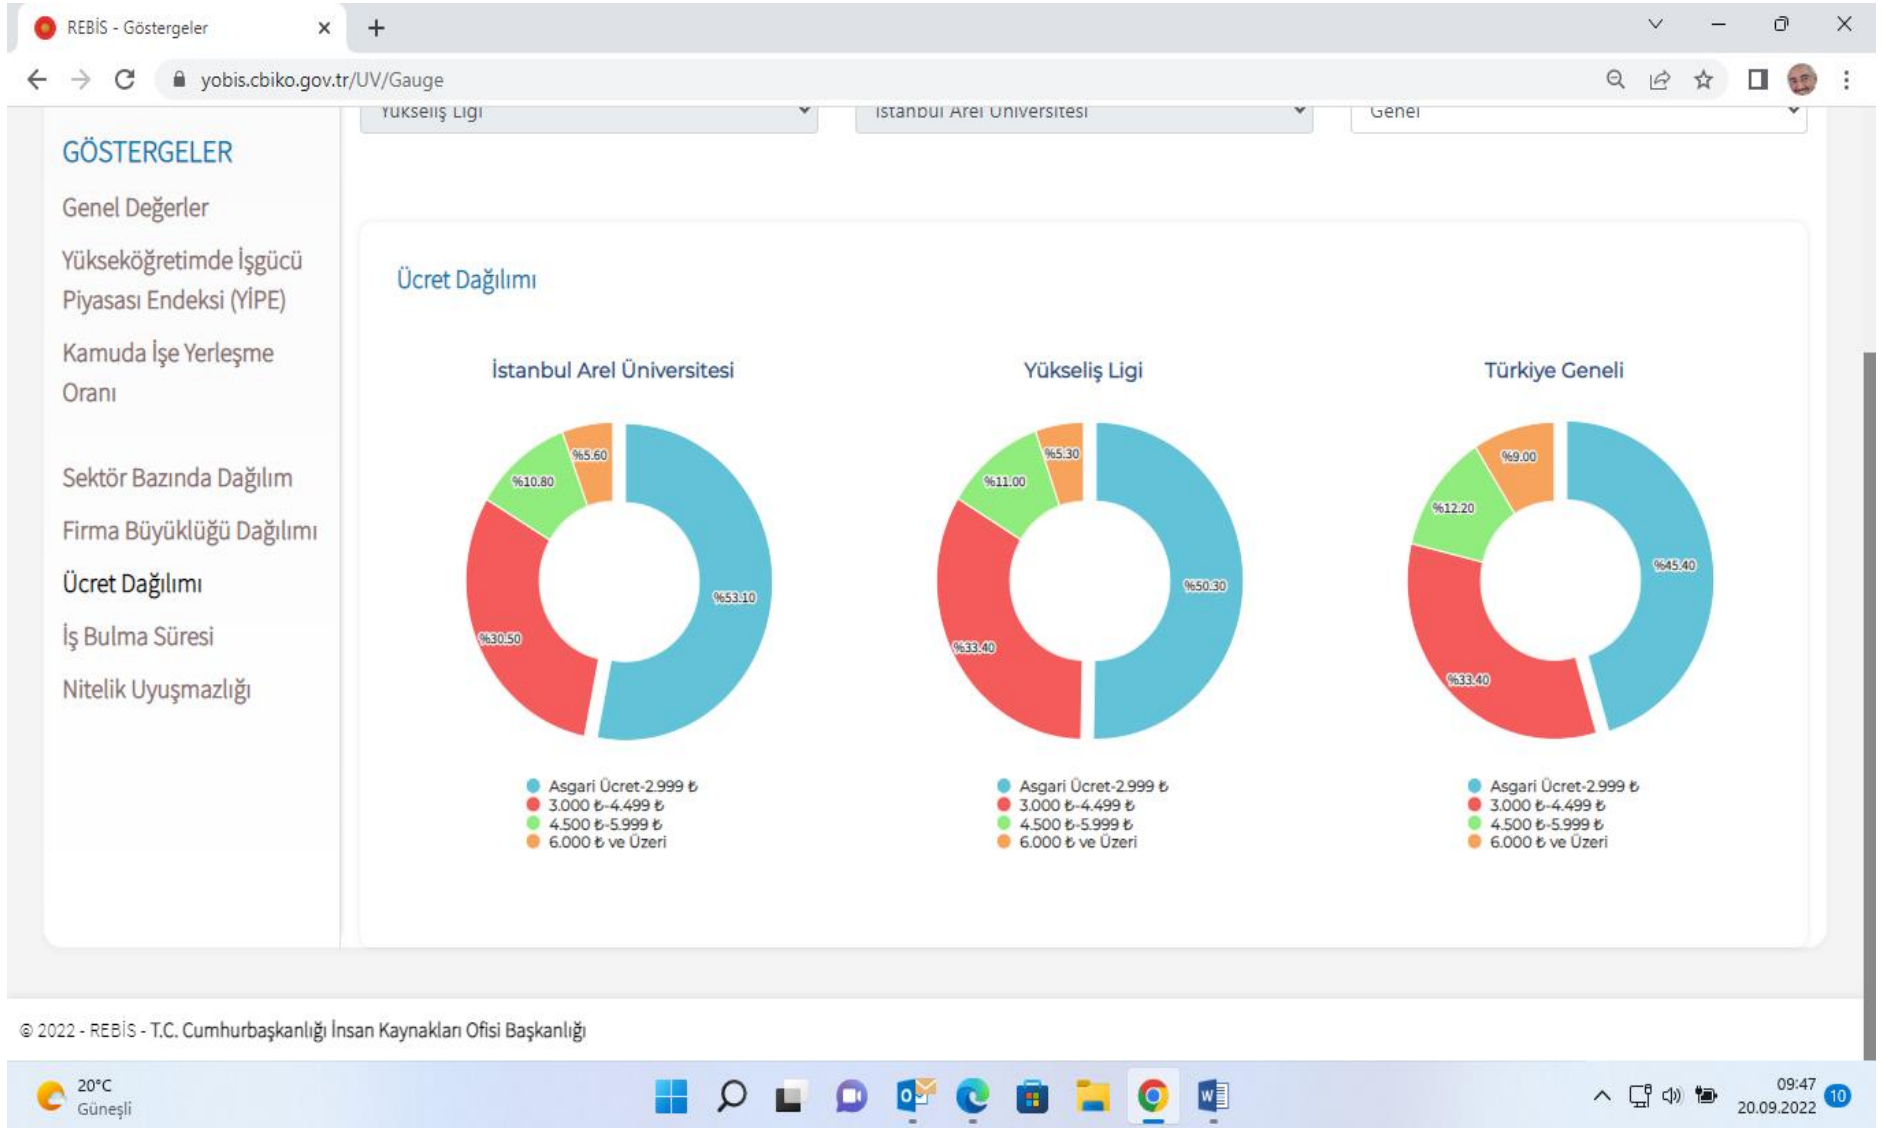 REBİS - Göstergeler
yobis.cbiko.gov.tr/UV/Gauge
Yükseliş Ligi
İstanbul Arel Üniversitesi
Genel
GÖSTERGELER
Genel Değerler
Yükseköğretimde İşgücü
Piyasası Endeksi (YİPE)
Kamuda İşe Yerleşme
Oranı
Sektör Bazında Dağılım
Firma Büyüklüğü Dağılımı
Ücret Dağılımı
İş Bulma Süresi
Nitelik Uyuşmazlığı
Ücret Dağılımı
İstanbul Arel Üniversitesi
%5.60
%10.80
%53.10
%30.50
Asgari Ücret-2.999 ₺
3.000 ₺-4.499 ₺
4.500 ₺-5.999 ₺
6.000 ₺ ve Üzeri
Yükseliş Ligi
%5.30
%11.00
%50.30
%33.40
Asgari Ücret-2.999 ₺
3.000 ₺-4.499 ₺
4.500 ₺-5.999 ₺
6.000 ₺ ve Üzeri
Türkiye Geneli
%9.00
%12.20
%45.40
%33.40
Asgari Ücret-2.999 ₺
3.000 ₺-4.499 ₺
4.500 ₺-5.999 ₺
6.000 ₺ ve Üzeri
© 2022 - REBİS - T.C. Cumhurbaşkanlığı İnsan Kaynakları Ofisi Başkanlığı
20°C
Güneşli
09:47
20.09.2022
10